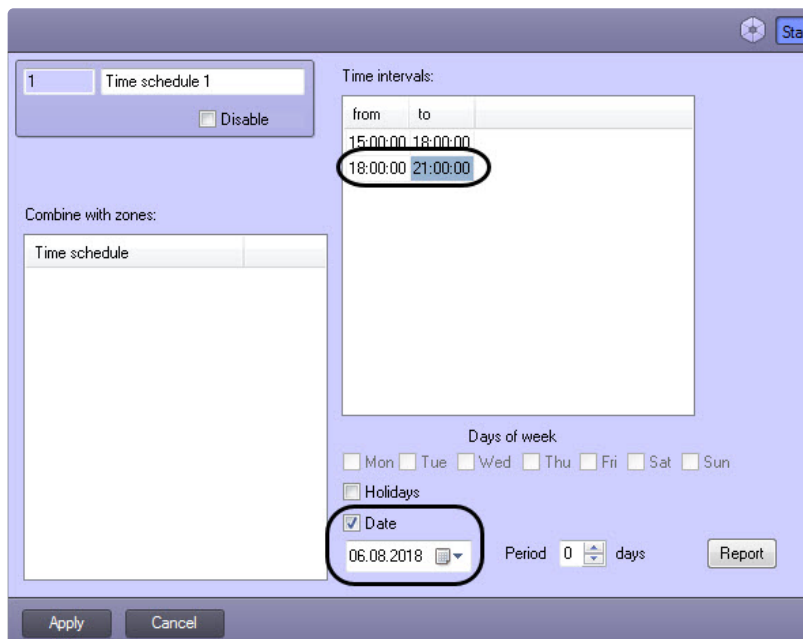 Sta
1 Time schedule 1
Disable
Time intervals:
from to
15:00:00 18:00:00
18:00:00 21:00:00
Combine with zones:
Time schedule
Days of week
Mon Tue Wed Thu Fri Sat Sun
Holidays
Date
06.08.2018 Period 0 days Report
Apply Cancel